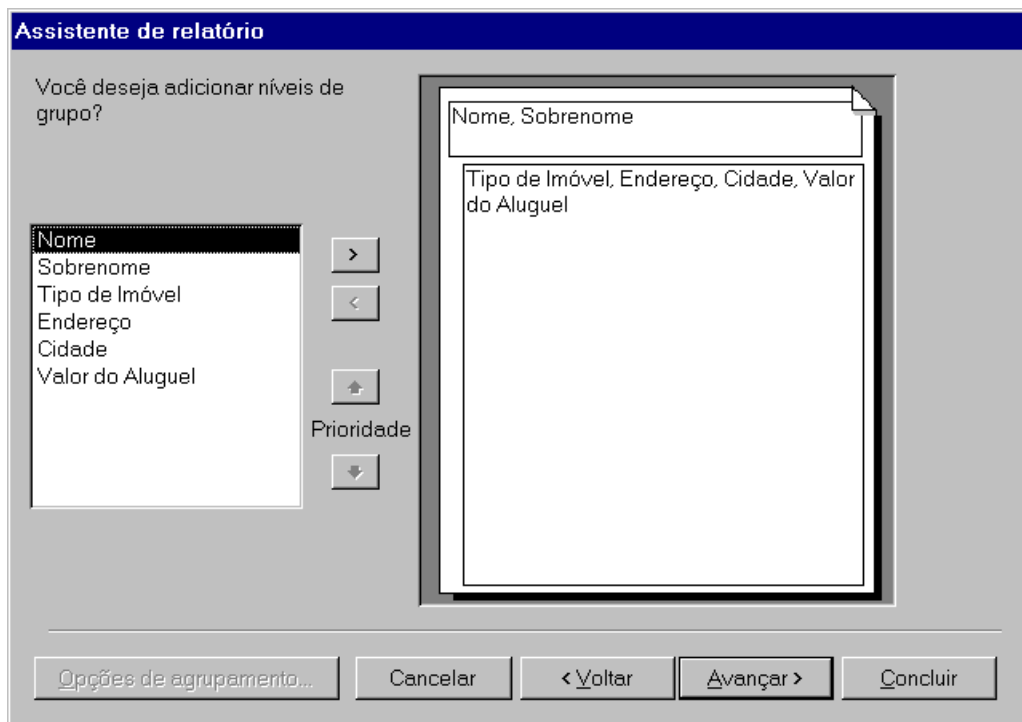 Assistente de relatório
Você deseja adicionar níveis de
grupo?
Nome, Sobrenome
Tipo de Imóvel, Endereço, Cidade, Valor
do Aluguel
Nome
Sobrenome
Tipo de Imóvel
Endereço
Cidade
Valor do Aluguel
>
<
Prioridade
Opções de agrupamento...
Cancelar
< Voltar
Avançar >
Concluir